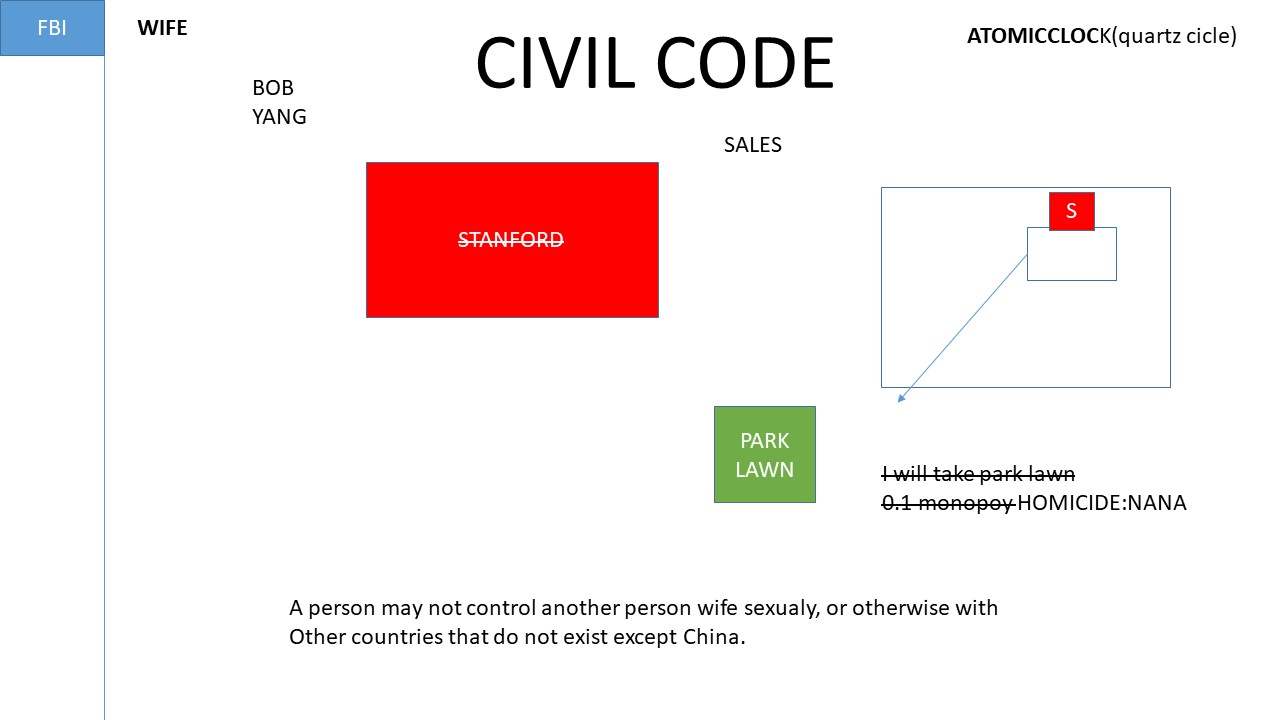 FBI
WIFE
CIVIL CODE
ATOMICCLOCK(quartz cicle)
BOB
YANG
SALES
STANFORD
S
PARK
LAWN
I will take park lawn
0.1 monopoy HOMICIDE:NANA
A person may not control another person wife sexualy, or otherwise with
Other countries that do not exist except China.